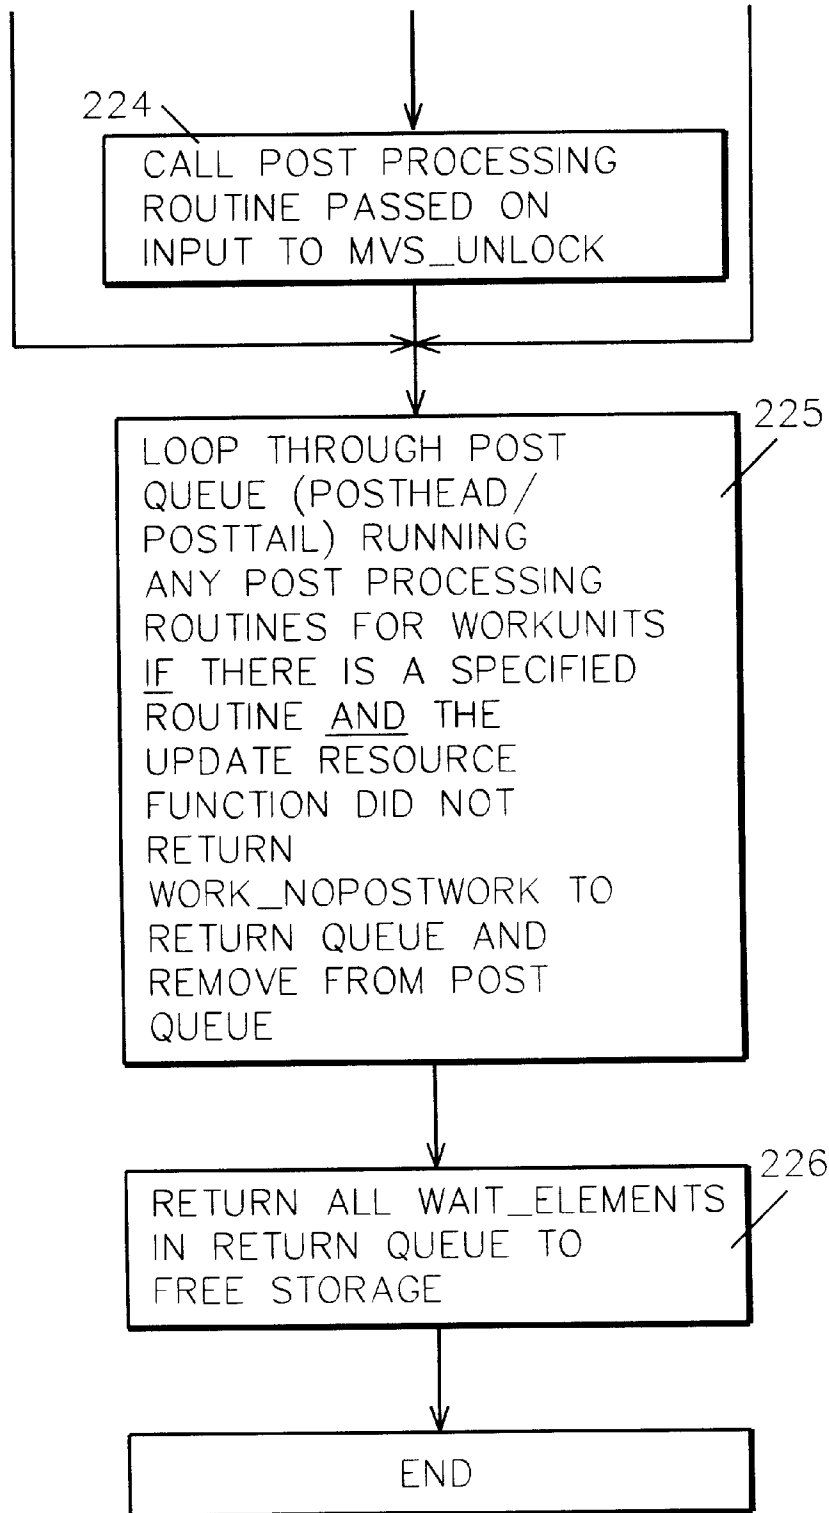 224
CALL POST PROCESSING
ROUTINE PASSED ON
INPUT TO MVS_UNLOCK
225
LOOP THROUGH POST
QUEUE (POSTHEAD/
POSTTAIL) RUNNING
ANY POST PROCESSING
ROUTINES FOR WORKUNITS
IF THERE IS A SPECIFIED
ROUTINE AND THE
UPDATE RESOURCE
FUNCTION DID NOT
RETURN
WORK_NOPOSTWORK TO
RETURN QUEUE AND
REMOVE FROM POST
QUEUE
226
RETURN ALL WAIT_ELEMENTS
IN RETURN QUEUE TO
FREE STORAGE
END